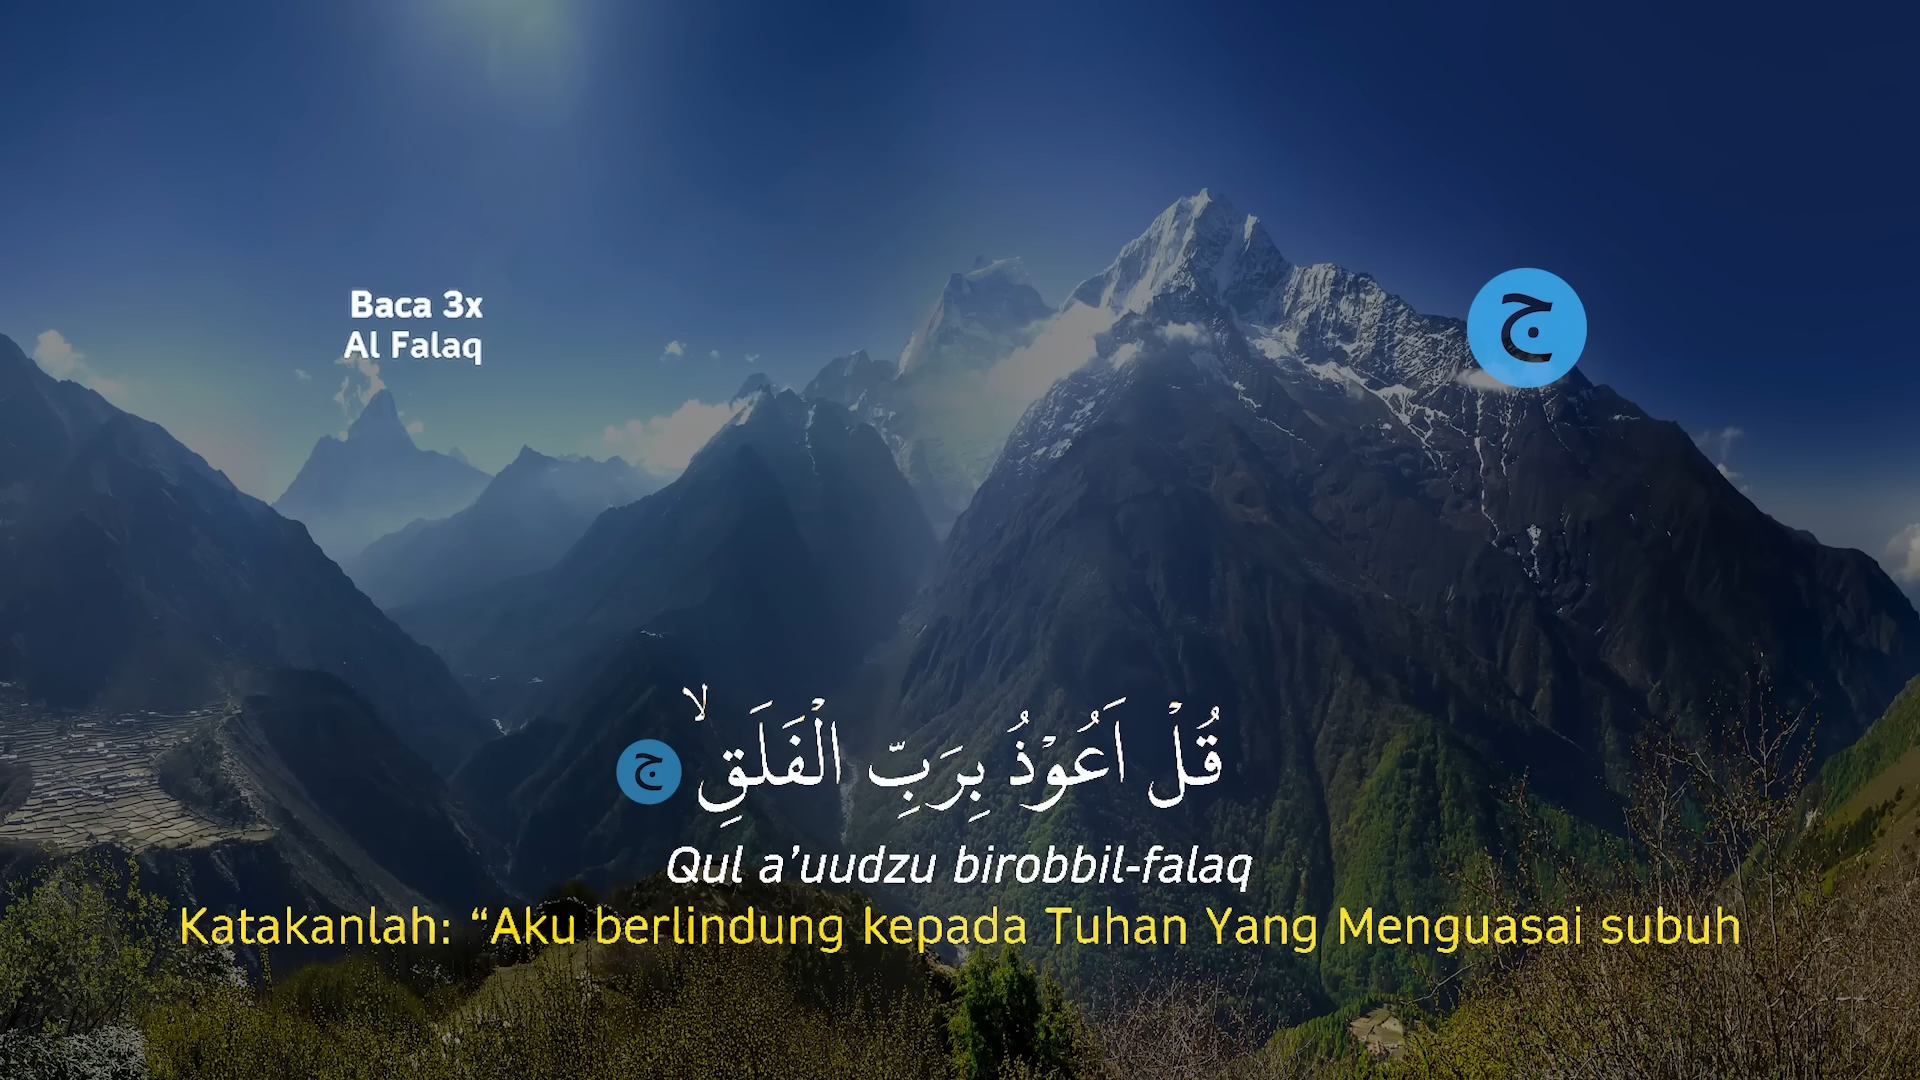 Baca 3x
Al Falaq
ج
قُلْ اَعُوْذُ بِرَبِّ الْفَلَقِۙ ج
Qul a’uudzu birobbil-falaq
Katakanlah: “Aku berlindung kepada Tuhan Yang Menguasai subuh